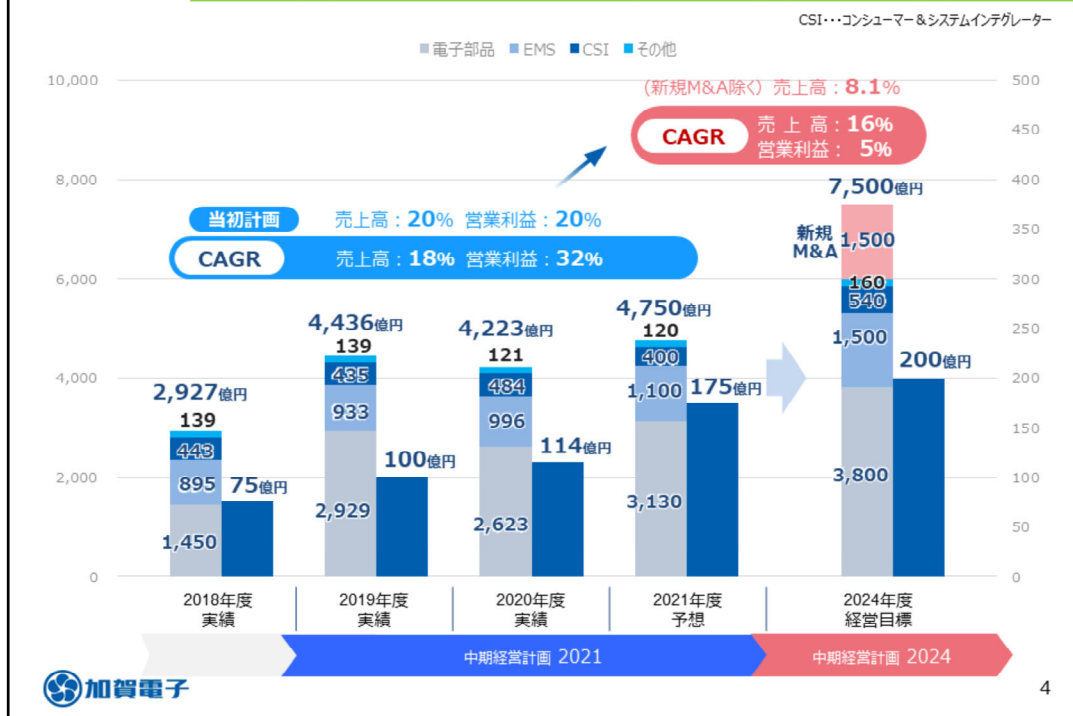 CSI・・・コンシューマー＆システムインテグレーター
■電子部品 ■EMS ■CSI ■その他
10,000
8,000
6,000
4,000
2,000
0
500
450
400
350
300
250
200
150
100
50
0
(新規M&A除く) 売上高：8.1%
CAGR
売 上 高：16%
営業利益： 5%
当初計画
売上高：20% 営業利益：20%
CAGR
売上高：18% 営業利益：32%
2,927億円
139
443
895
1,450
75億円
4,436億円
139
435
933
2,929
100億円
4,223億円
121
484
996
2,623
114億円
4,750億円
120
400
1,100
3,130
175億円
7,500億円
新規
M&A
1,500
160
540
1,500
3,800
200億円
2018年度
実績
2019年度
実績
2020年度
実績
2021年度
予想
2024年度
経営目標
中期経営計画 2021
中期経営計画 2024
加賀電子
4